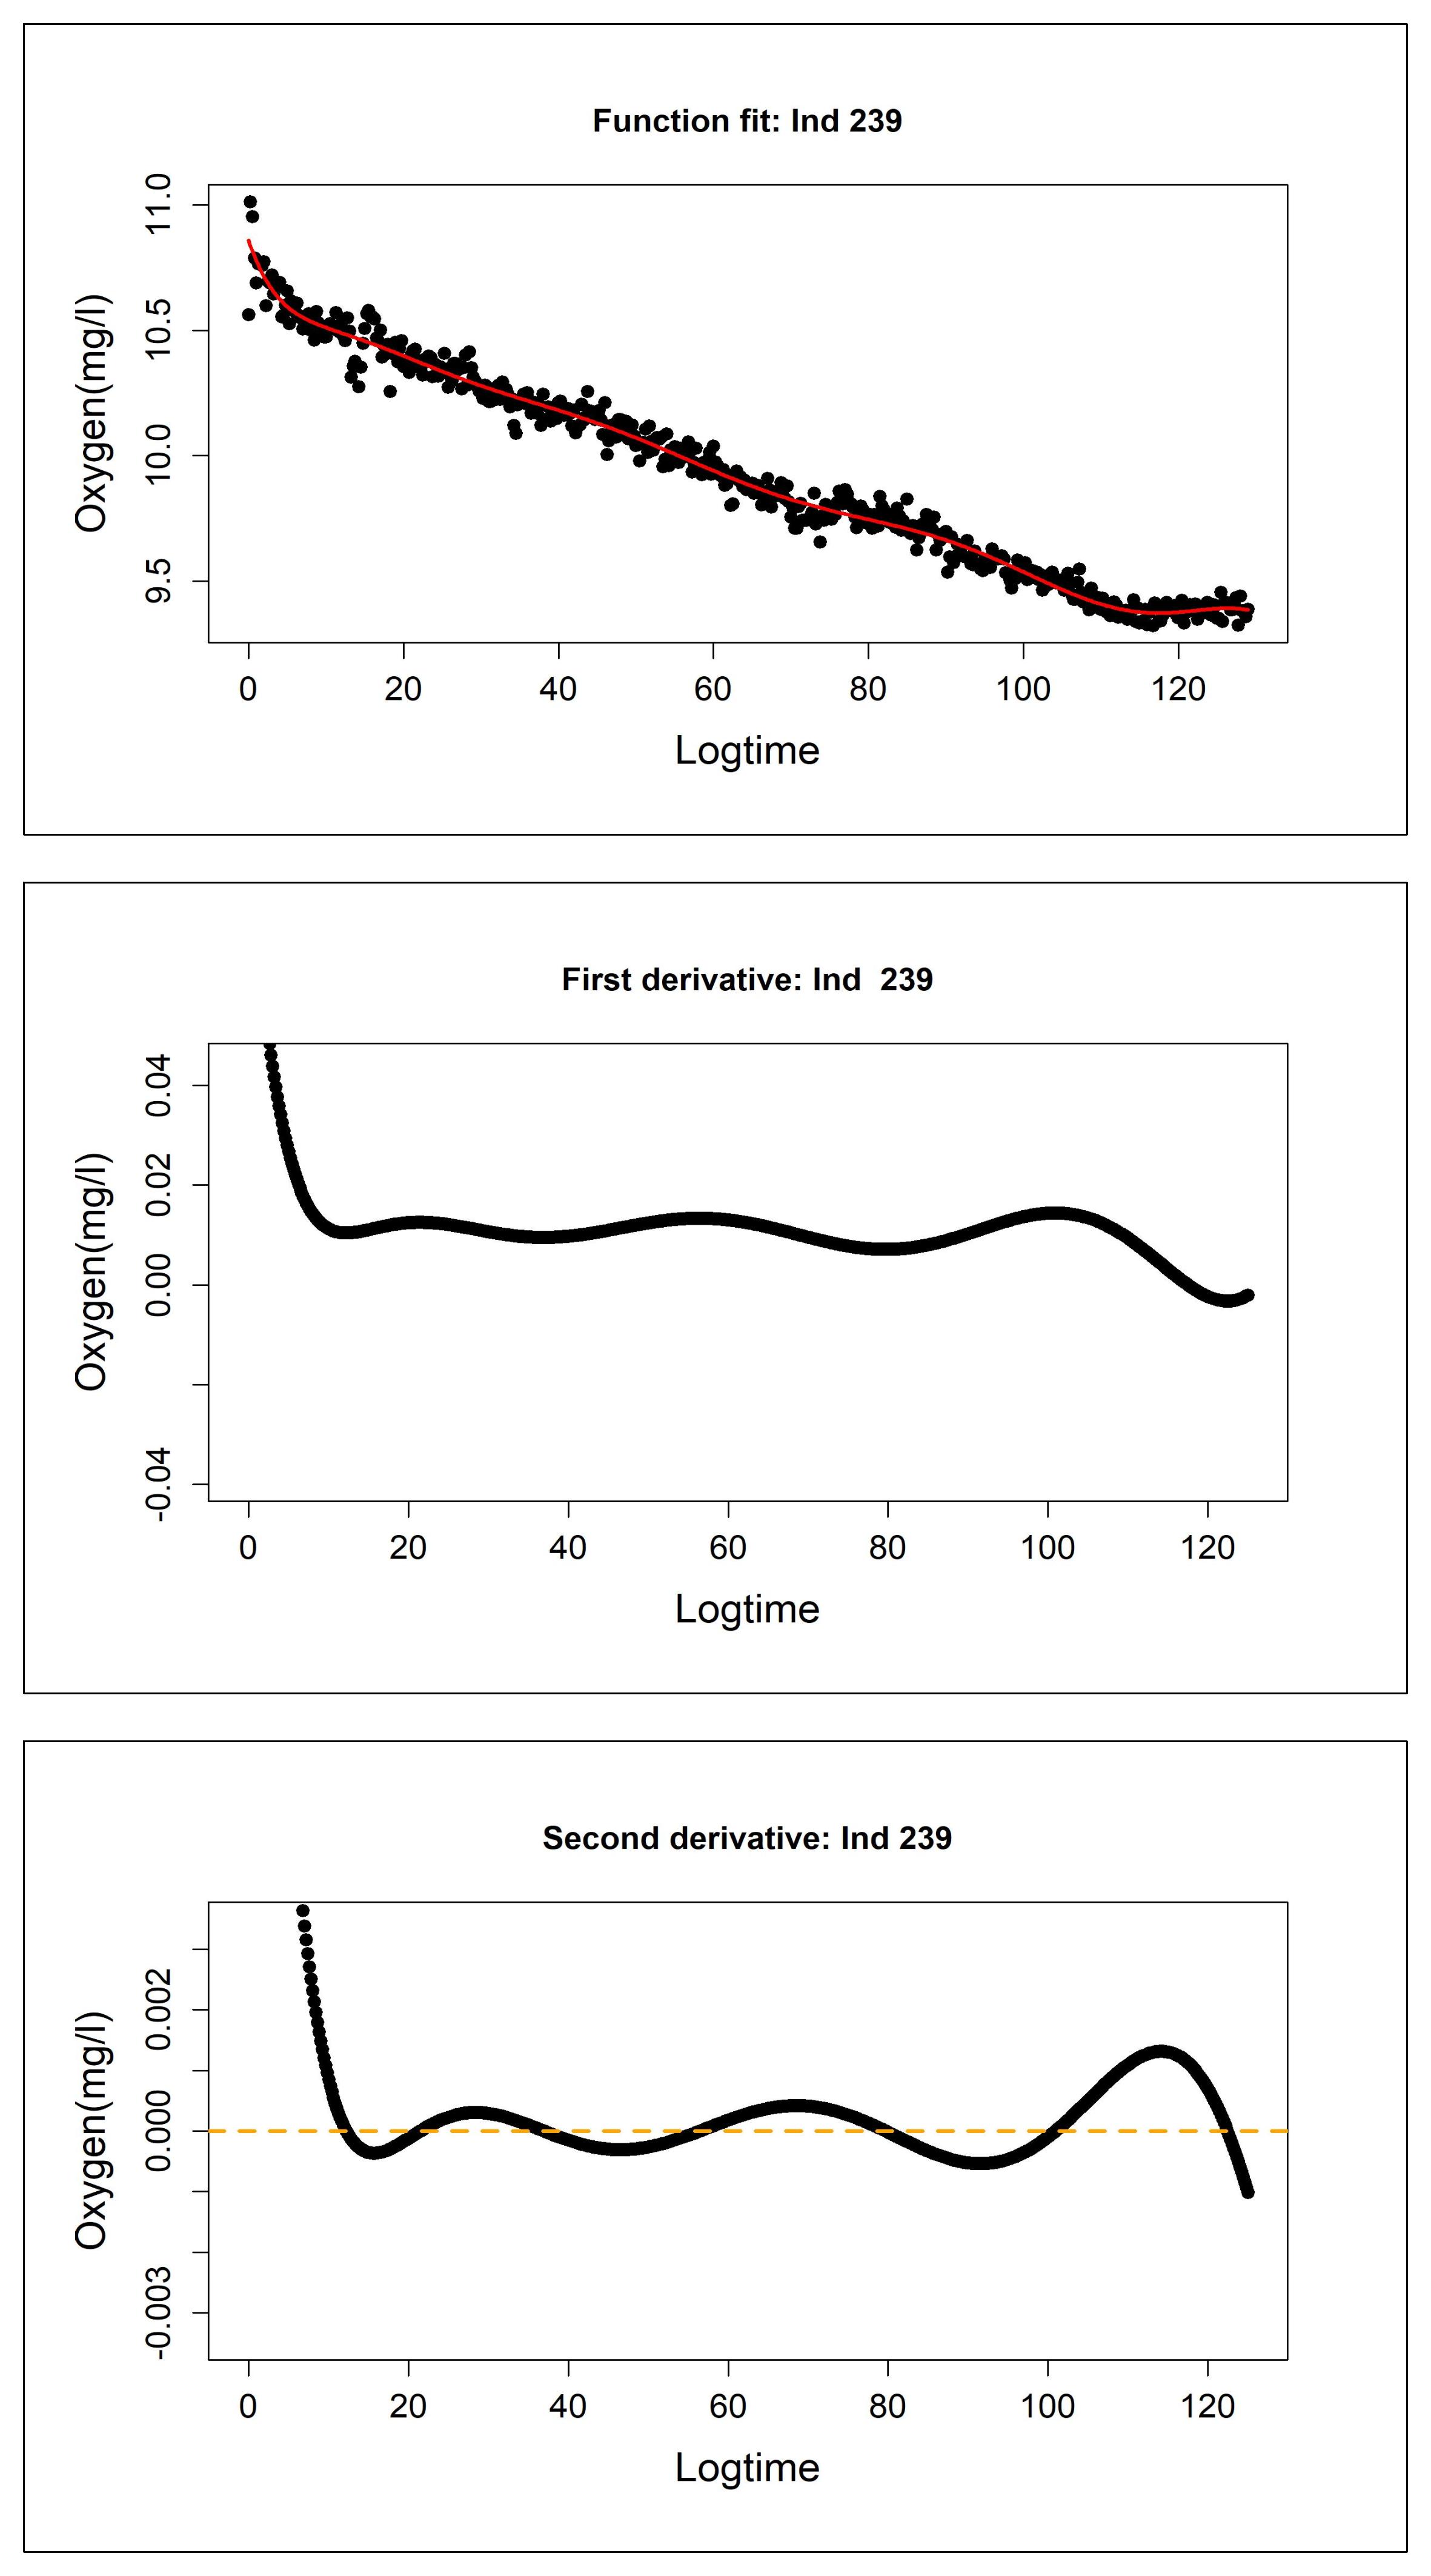 Function fit: Ind 239
11.0
10.5
10.0
9.5
Oxygen(mg/l)
0 20 40 60 80 100 120
Logtime
First derivative: Ind 239
0.04
0.02
0.00
-0.04
Oxygen(mg/l)
0 20 40 60 80 100 120
Logtime
Second derivative: Ind 239
0.002
0.000
-0.003
Oxygen(mg/l)
0 20 40 60 80 100 120
Logtime